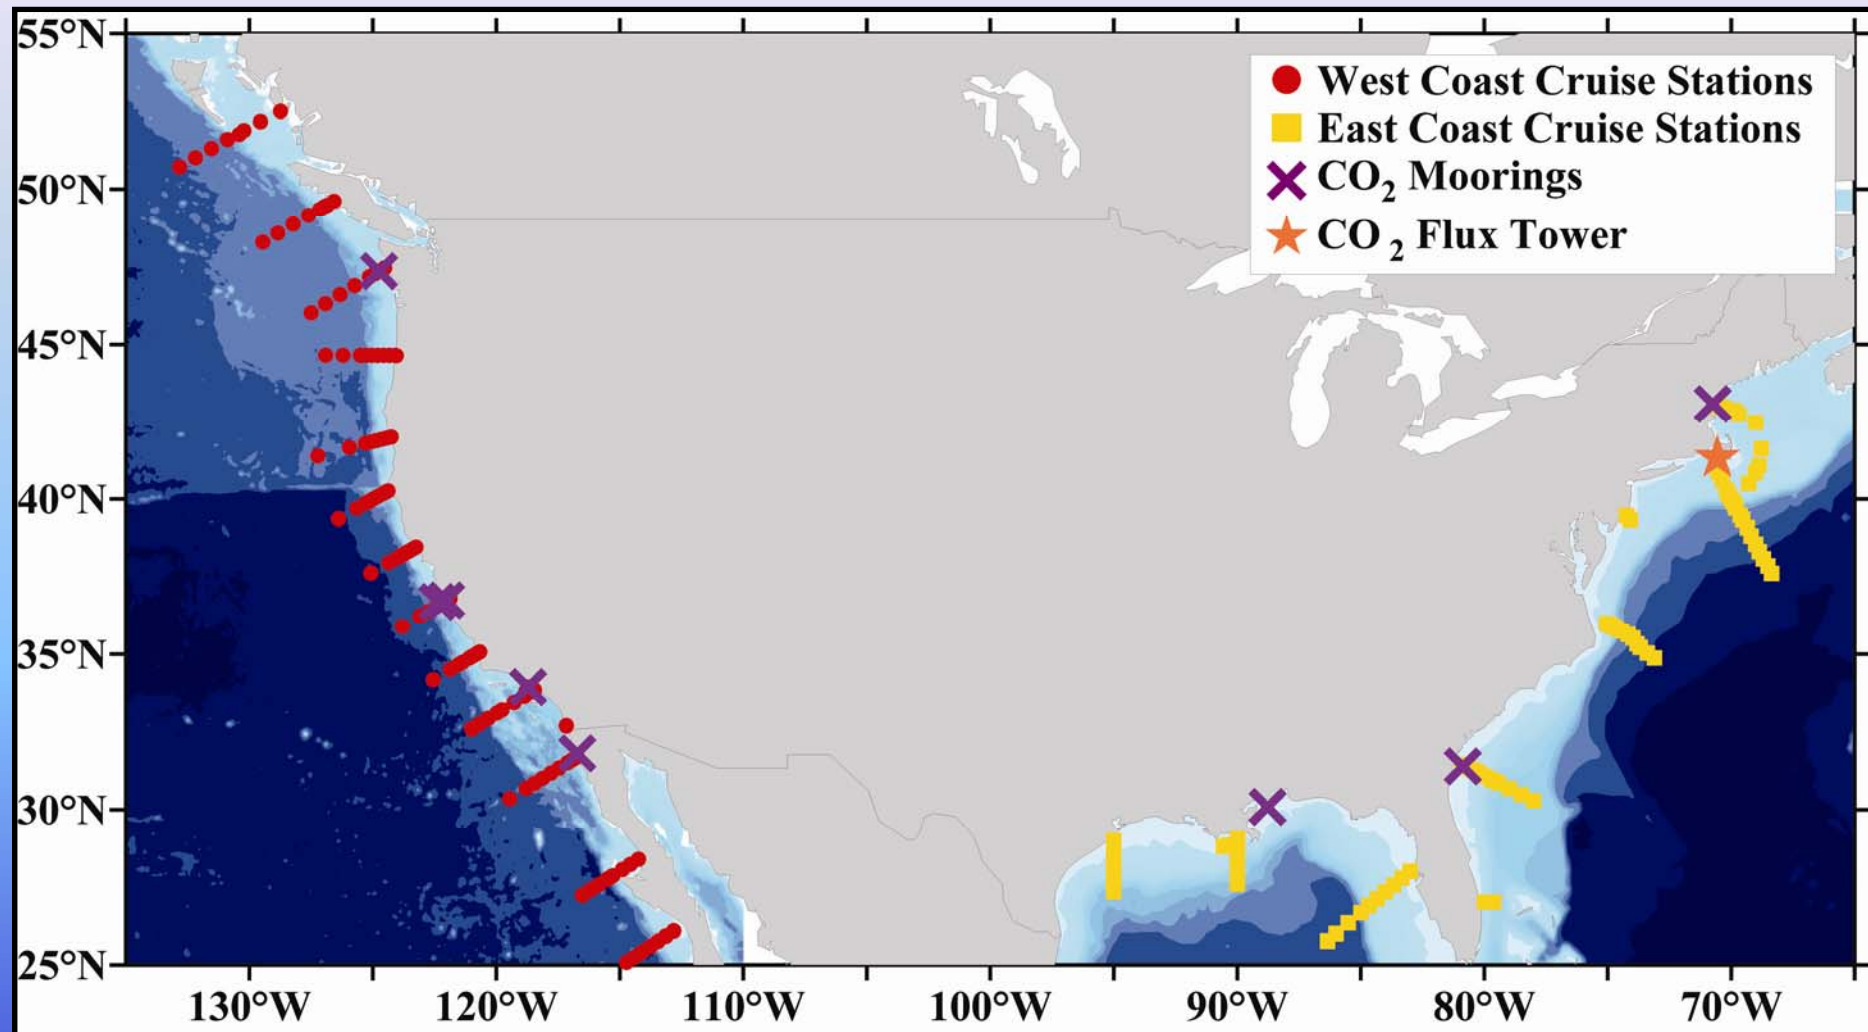 55°N
50°N
45°N
40°N
35°N
30°N
25°N
West Coast Cruise Stations
East Coast Cruise Stations
CO2 Moorings
CO2 Flux Tower
130°W 120°W 110°W 100°W 90°W 80°W 70°W